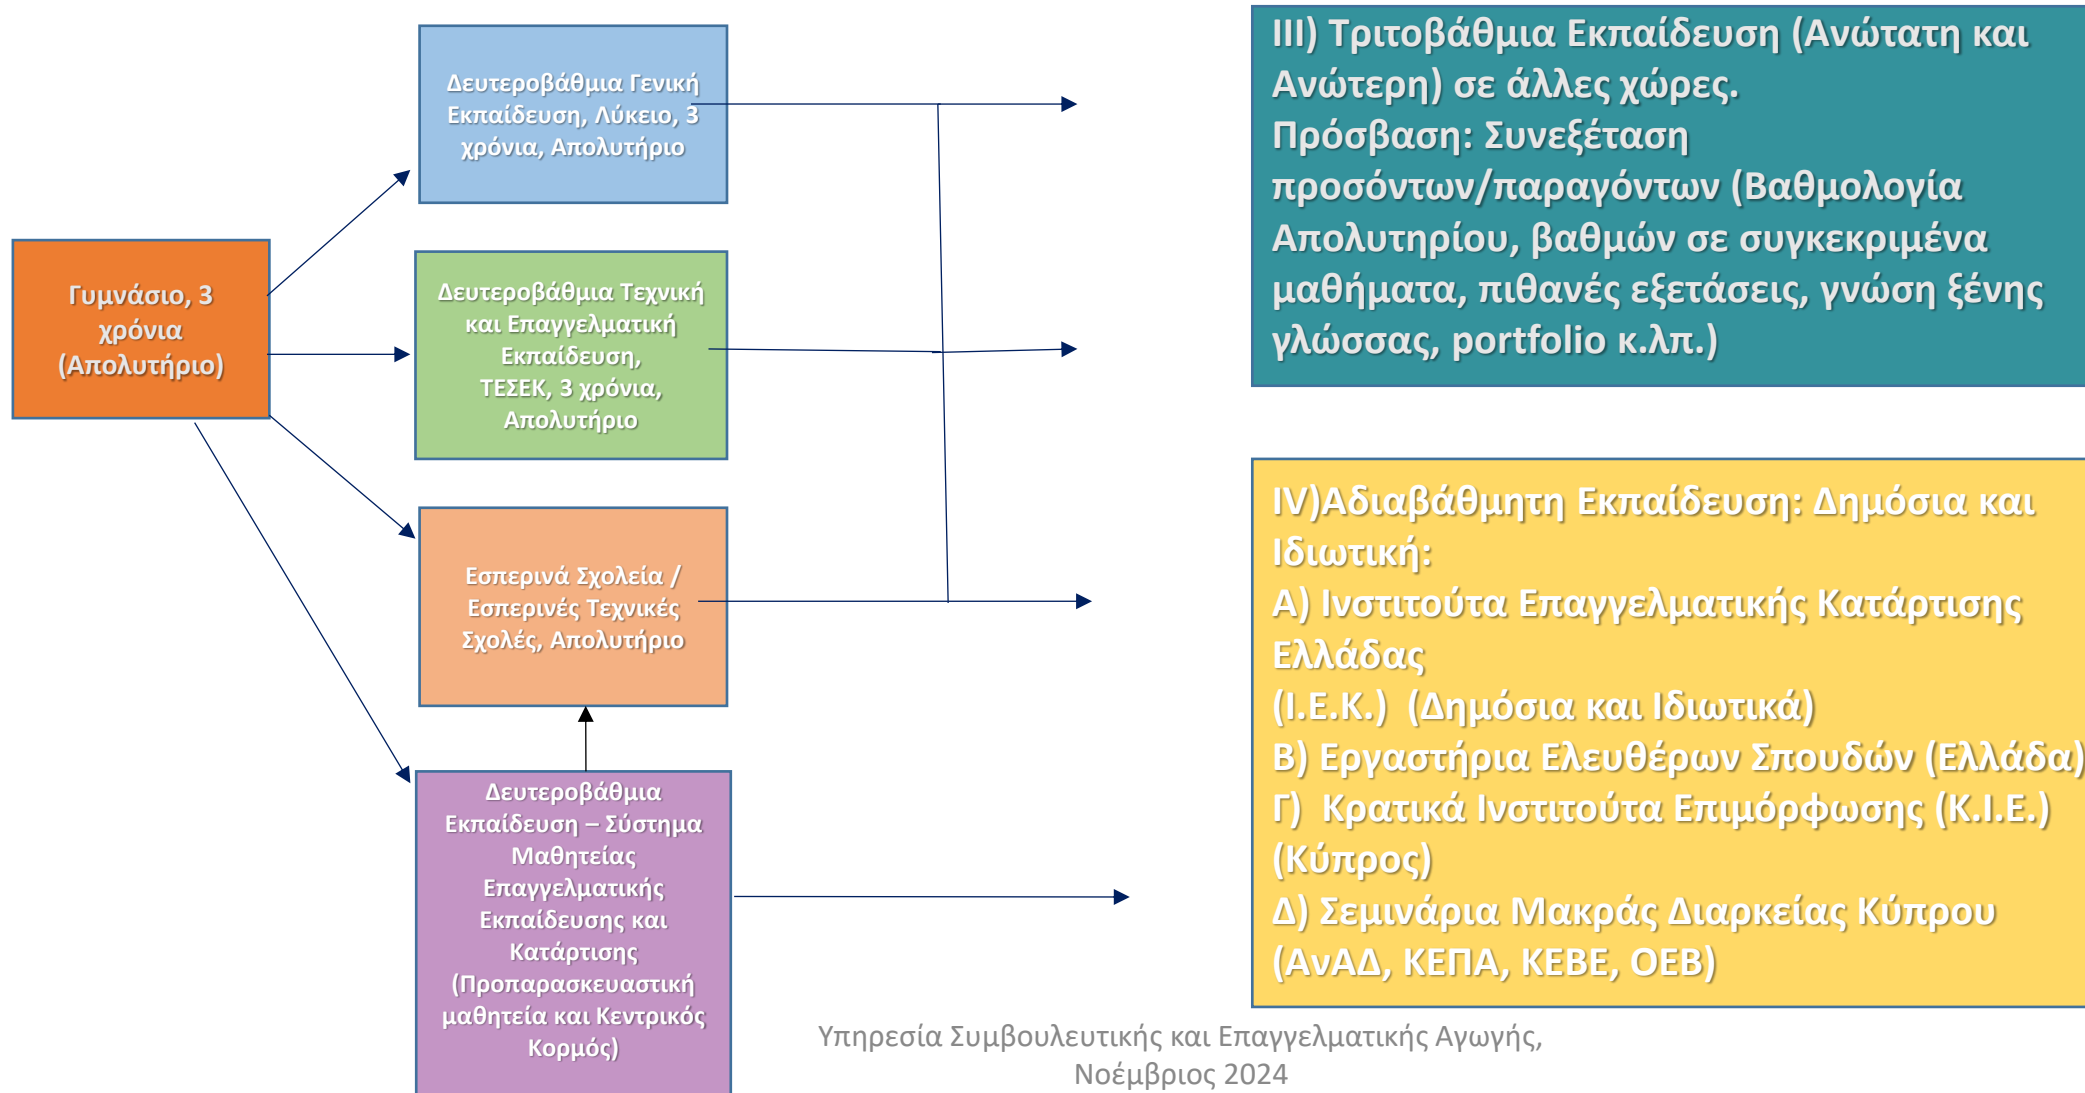 Γυμνάσιο, 3
χρόνια
(Απολυτήριο)
Δευτεροβάθμια Γενική
Εκπαίδευση, Λύκειο, 3
χρόνια, Απολυτήριο
Δευτεροβάθμια Τεχνική
και Επαγγελματική
Εκπαίδευση,
ΤΕΣΕΚ, 3 χρόνια,
Απολυτήριο
Εσπερινά Σχολεία /
Εσπερινές Τεχνικές
Σχολές, Απολυτήριο
Δευτεροβάθμια
Εκπαίδευση – Σύστημα
Μαθητείας
Επαγγελματικής
Εκπαίδευσης και
Κατάρτισης
(Προπαρασκευαστική
μαθητεία και Κεντρικός
Κορμός)
III) Τριτοβάθμια Εκπαίδευση (Ανώτατη και
Ανώτερη) σε άλλες χώρες.
Πρόσβαση: Συνεξέταση
προσόντων/παραγόντων (Βαθμολογία
Απολυτηρίου, βαθμών σε συγκεκριμένα
μαθήματα, πιθανές εξετάσεις, γνώση ξένης
γλώσσας, portfolio κ.λπ.)
IV)Αδιαβάθμητη Εκπαίδευση: Δημόσια και
Ιδιωτική:
Α) Ινστιτούτα Επαγγελματικής Κατάρτισης
Ελλάδας
(Ι.Ε.Κ.) (Δημόσια και Ιδιωτικά)
Β) Εργαστήρια Ελευθέρων Σπουδών (Ελλάδα)
Γ) Κρατικά Ινστιτούτα Επιμόρφωσης (Κ.Ι.Ε.)
(Κύπρος)
Δ) Σεμινάρια Μακράς Διαρκείας Κύπρου
(ΑνΑΔ, ΚΕΠΑ, ΚΕΒΕ, ΟΕΒ)
Υπηρεσία Συμβουλευτικής και Επαγγελματικής Αγωγής,
Νοέμβριος 2024